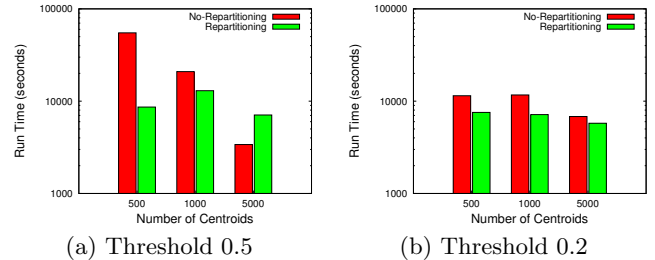 100000
10000
1000
Run Time (seconds)
No-Repartitioning
Repartitioning
500 1000 5000
Number of Centroids
(a) Threshold 0.5
100000
10000
1000
Run Time (seconds)
No-Repartitioning
Repartitioning
500 1000 5000
Number of Centroids
(b) Threshold 0.2